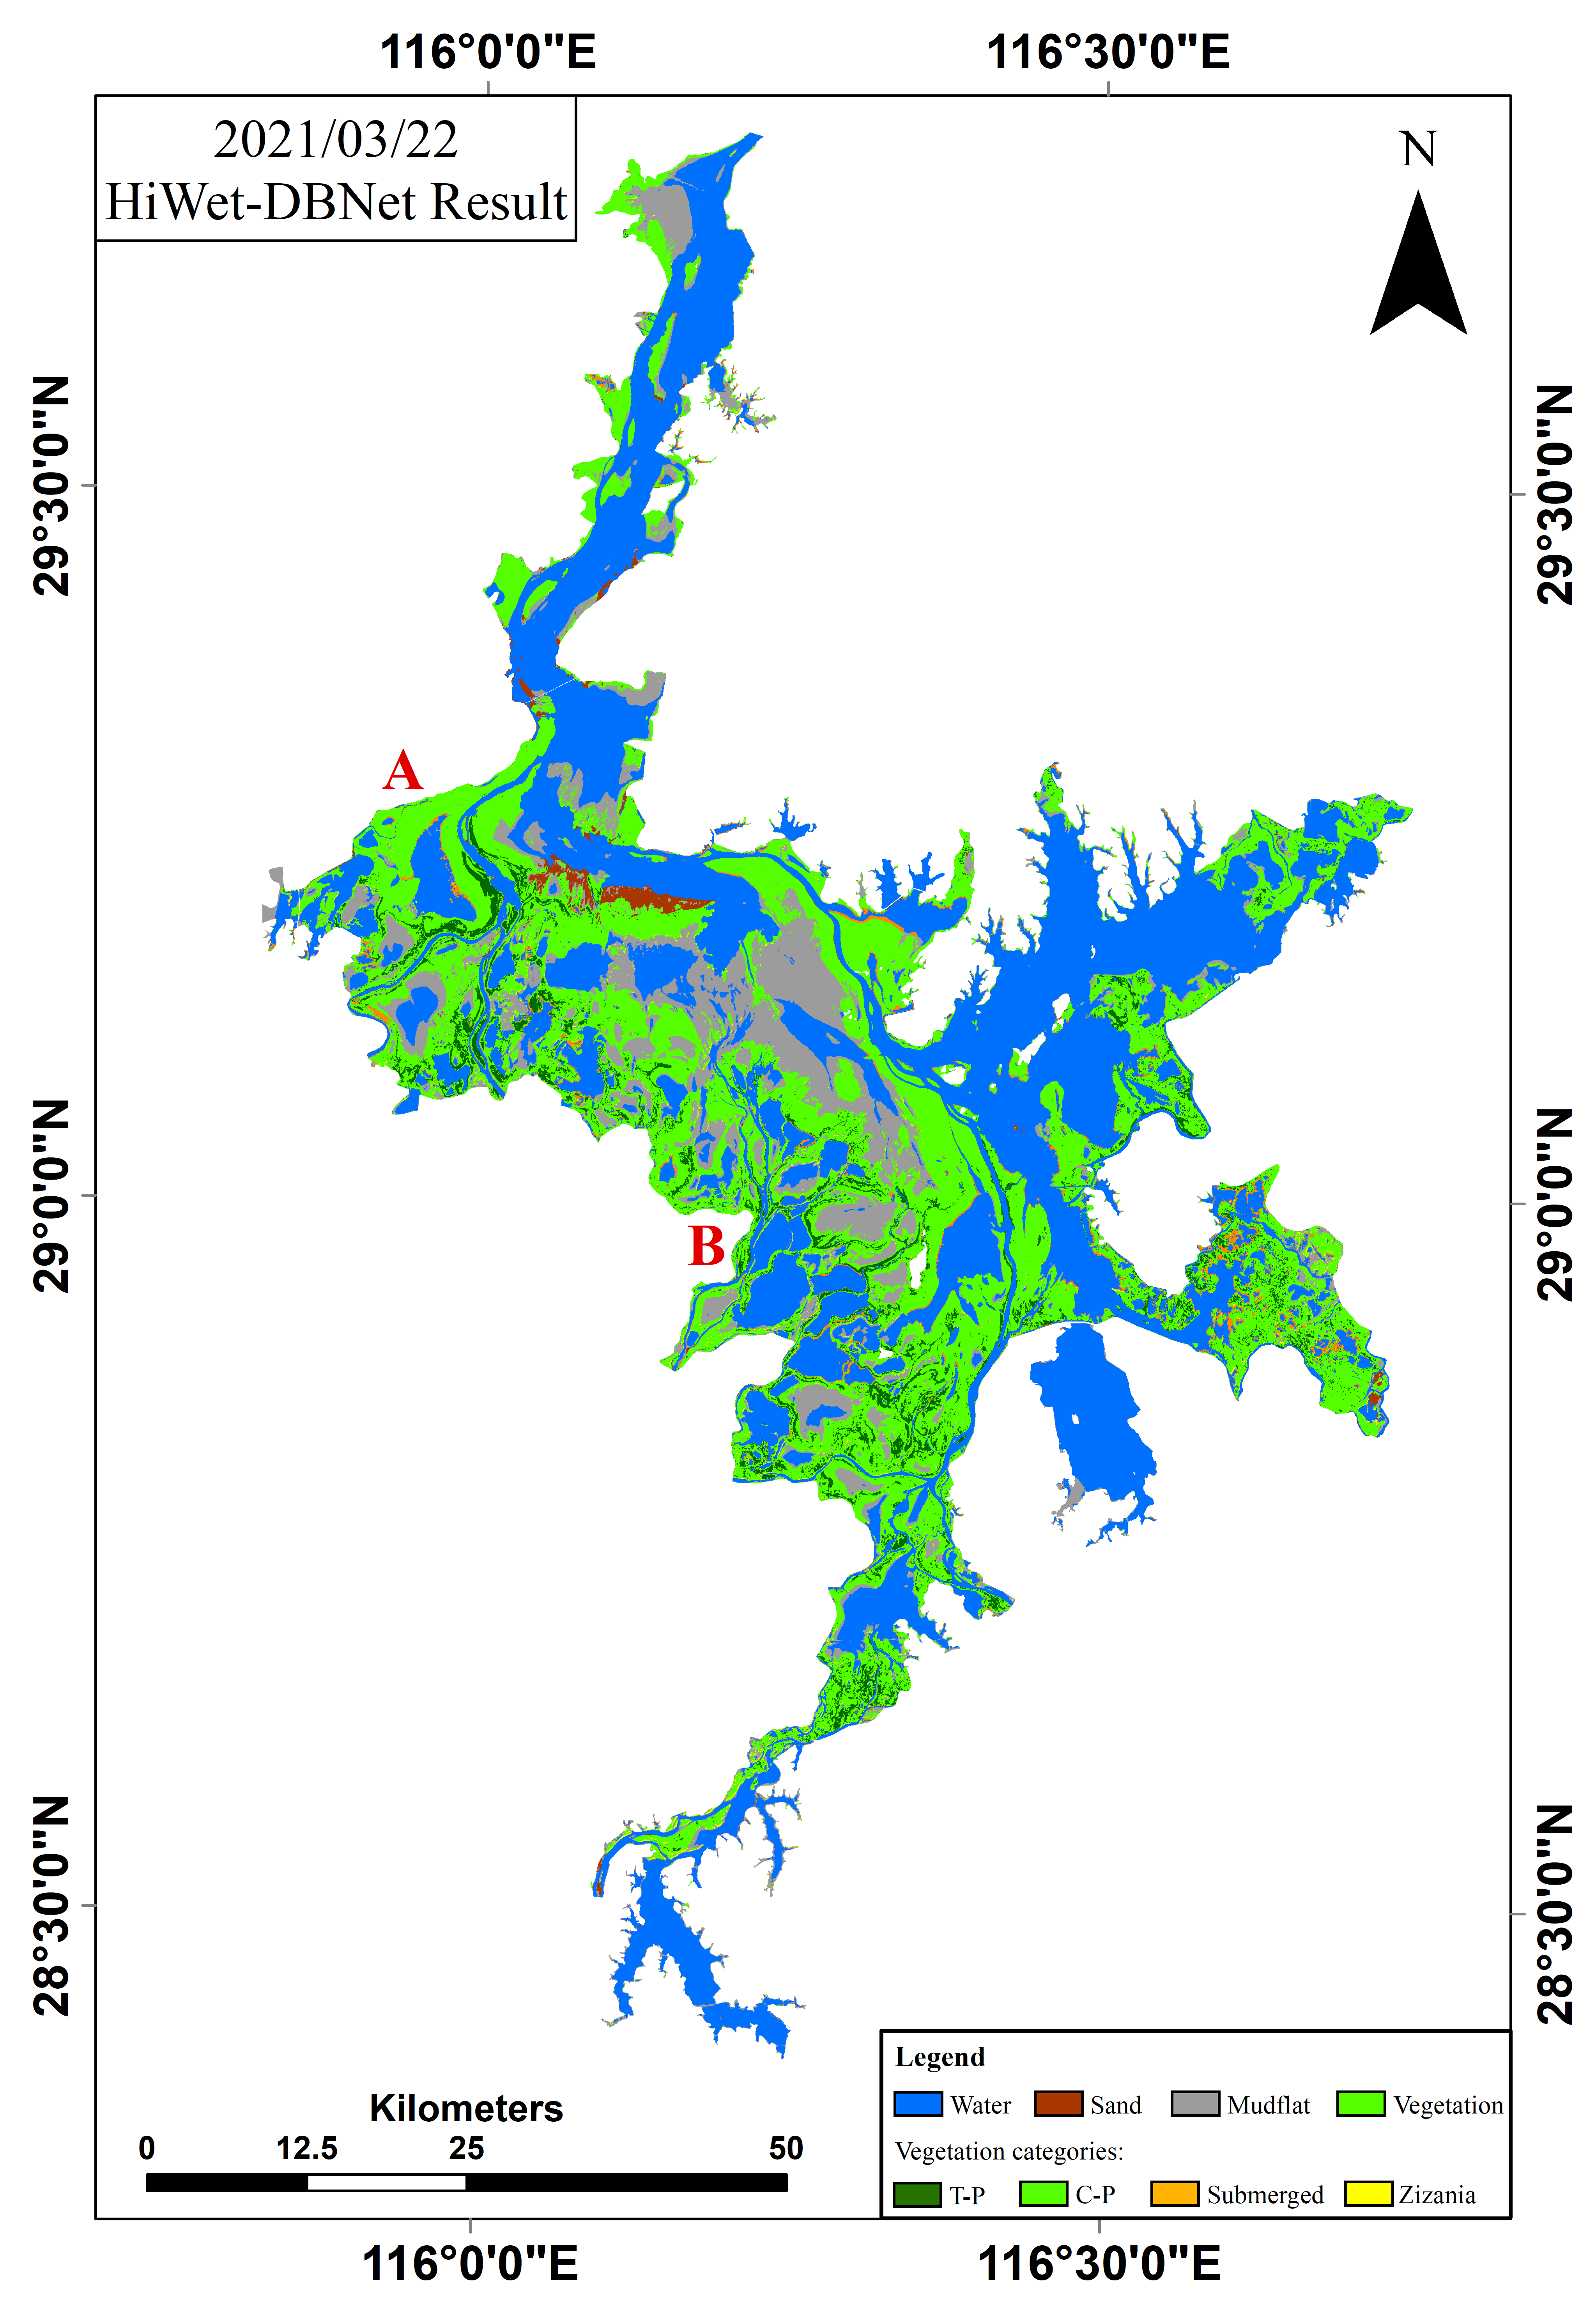 116°0'0"E 116°30'0"E
2021/03/22
HiWet-DBNet Result
N
29°30'0"N
29°30'0"N
A
29°0'0"N
29°0'0"N
B
28°30'0"N
28°30'0"N
Legend
Water Sand Mudflat Vegetation
Vegetation categories:
T-P C-P Submerged Zizania
Kilometers
0 12.5 25 50
116°0'0"E 116°30'0"E